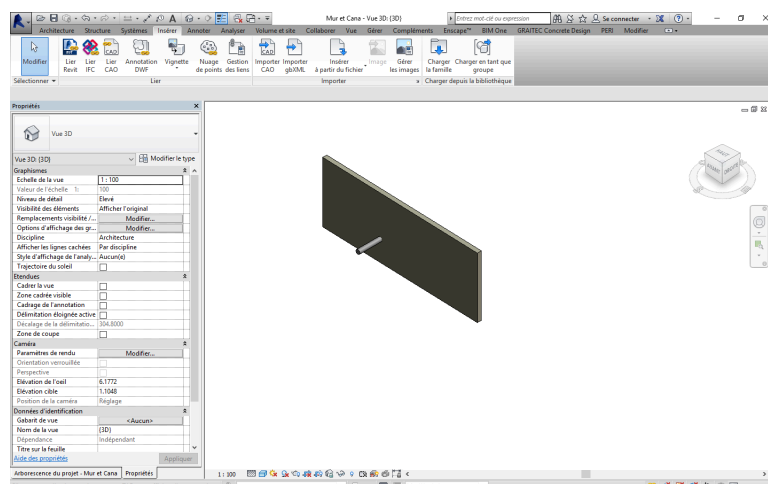 Mur et Cana - Vue 3D: {3D}
Entrez mot-clé ou expression
Se connecter
Architecture Structure Systèmes Insérer Annoter Analyser Volume et site Collaborer Vue Gérer Compléments Enscape™ BIM One GRAITEC Concrete Design PERI Modifier
Modifier Lier Lier Lier Annotation Vignette Nuage Gestion Importer Importer Insérer Image Gérer Charger Charger en tant que
Revit IFC CAO DWF de points des liens CAO gbXML à partir du fichier les images la famille groupe
Sélectionner Lier Importer Charger depuis la bibliothèque
Propriétés
Vue 3D
Vue 3D: {3D} Modifier le type
Graphismes
Echelle de la vue 1 : 100
Valeur de l'échelle 1: 100
Niveau de détail Elevé
Visibilité des éléments Afficher l'original
Remplacements visibilité /... Modifier...
Options d'affichage des gr... Modifier...
Discipline Architecture
Afficher les lignes cachées Par discipline
Style d'affichage de l'analy... Aucun(e)
Trajectoire du soleil
Etendues
Cadrer la vue
Zone cadrée visible
Cadrage de l'annotation
Délimitation éloignée active
Décalage de la délimitatio... 304.8000
Zone de coupe
Caméra
Paramètres de rendu Modifier...
Orientation verrouillée
Perspective
Elévation de l'oeil 6.1772
Elévation cible 1.1048
Position de la caméra Réglage
Données d'identification
Gabarit de vue <Aucun>
Nom de la vue {3D}
Dépendance Indépendant
Titre sur la feuille
Aide des propriétés Appliquer
Arborescence du projet - Mur et Cana Propriétés
1 : 100